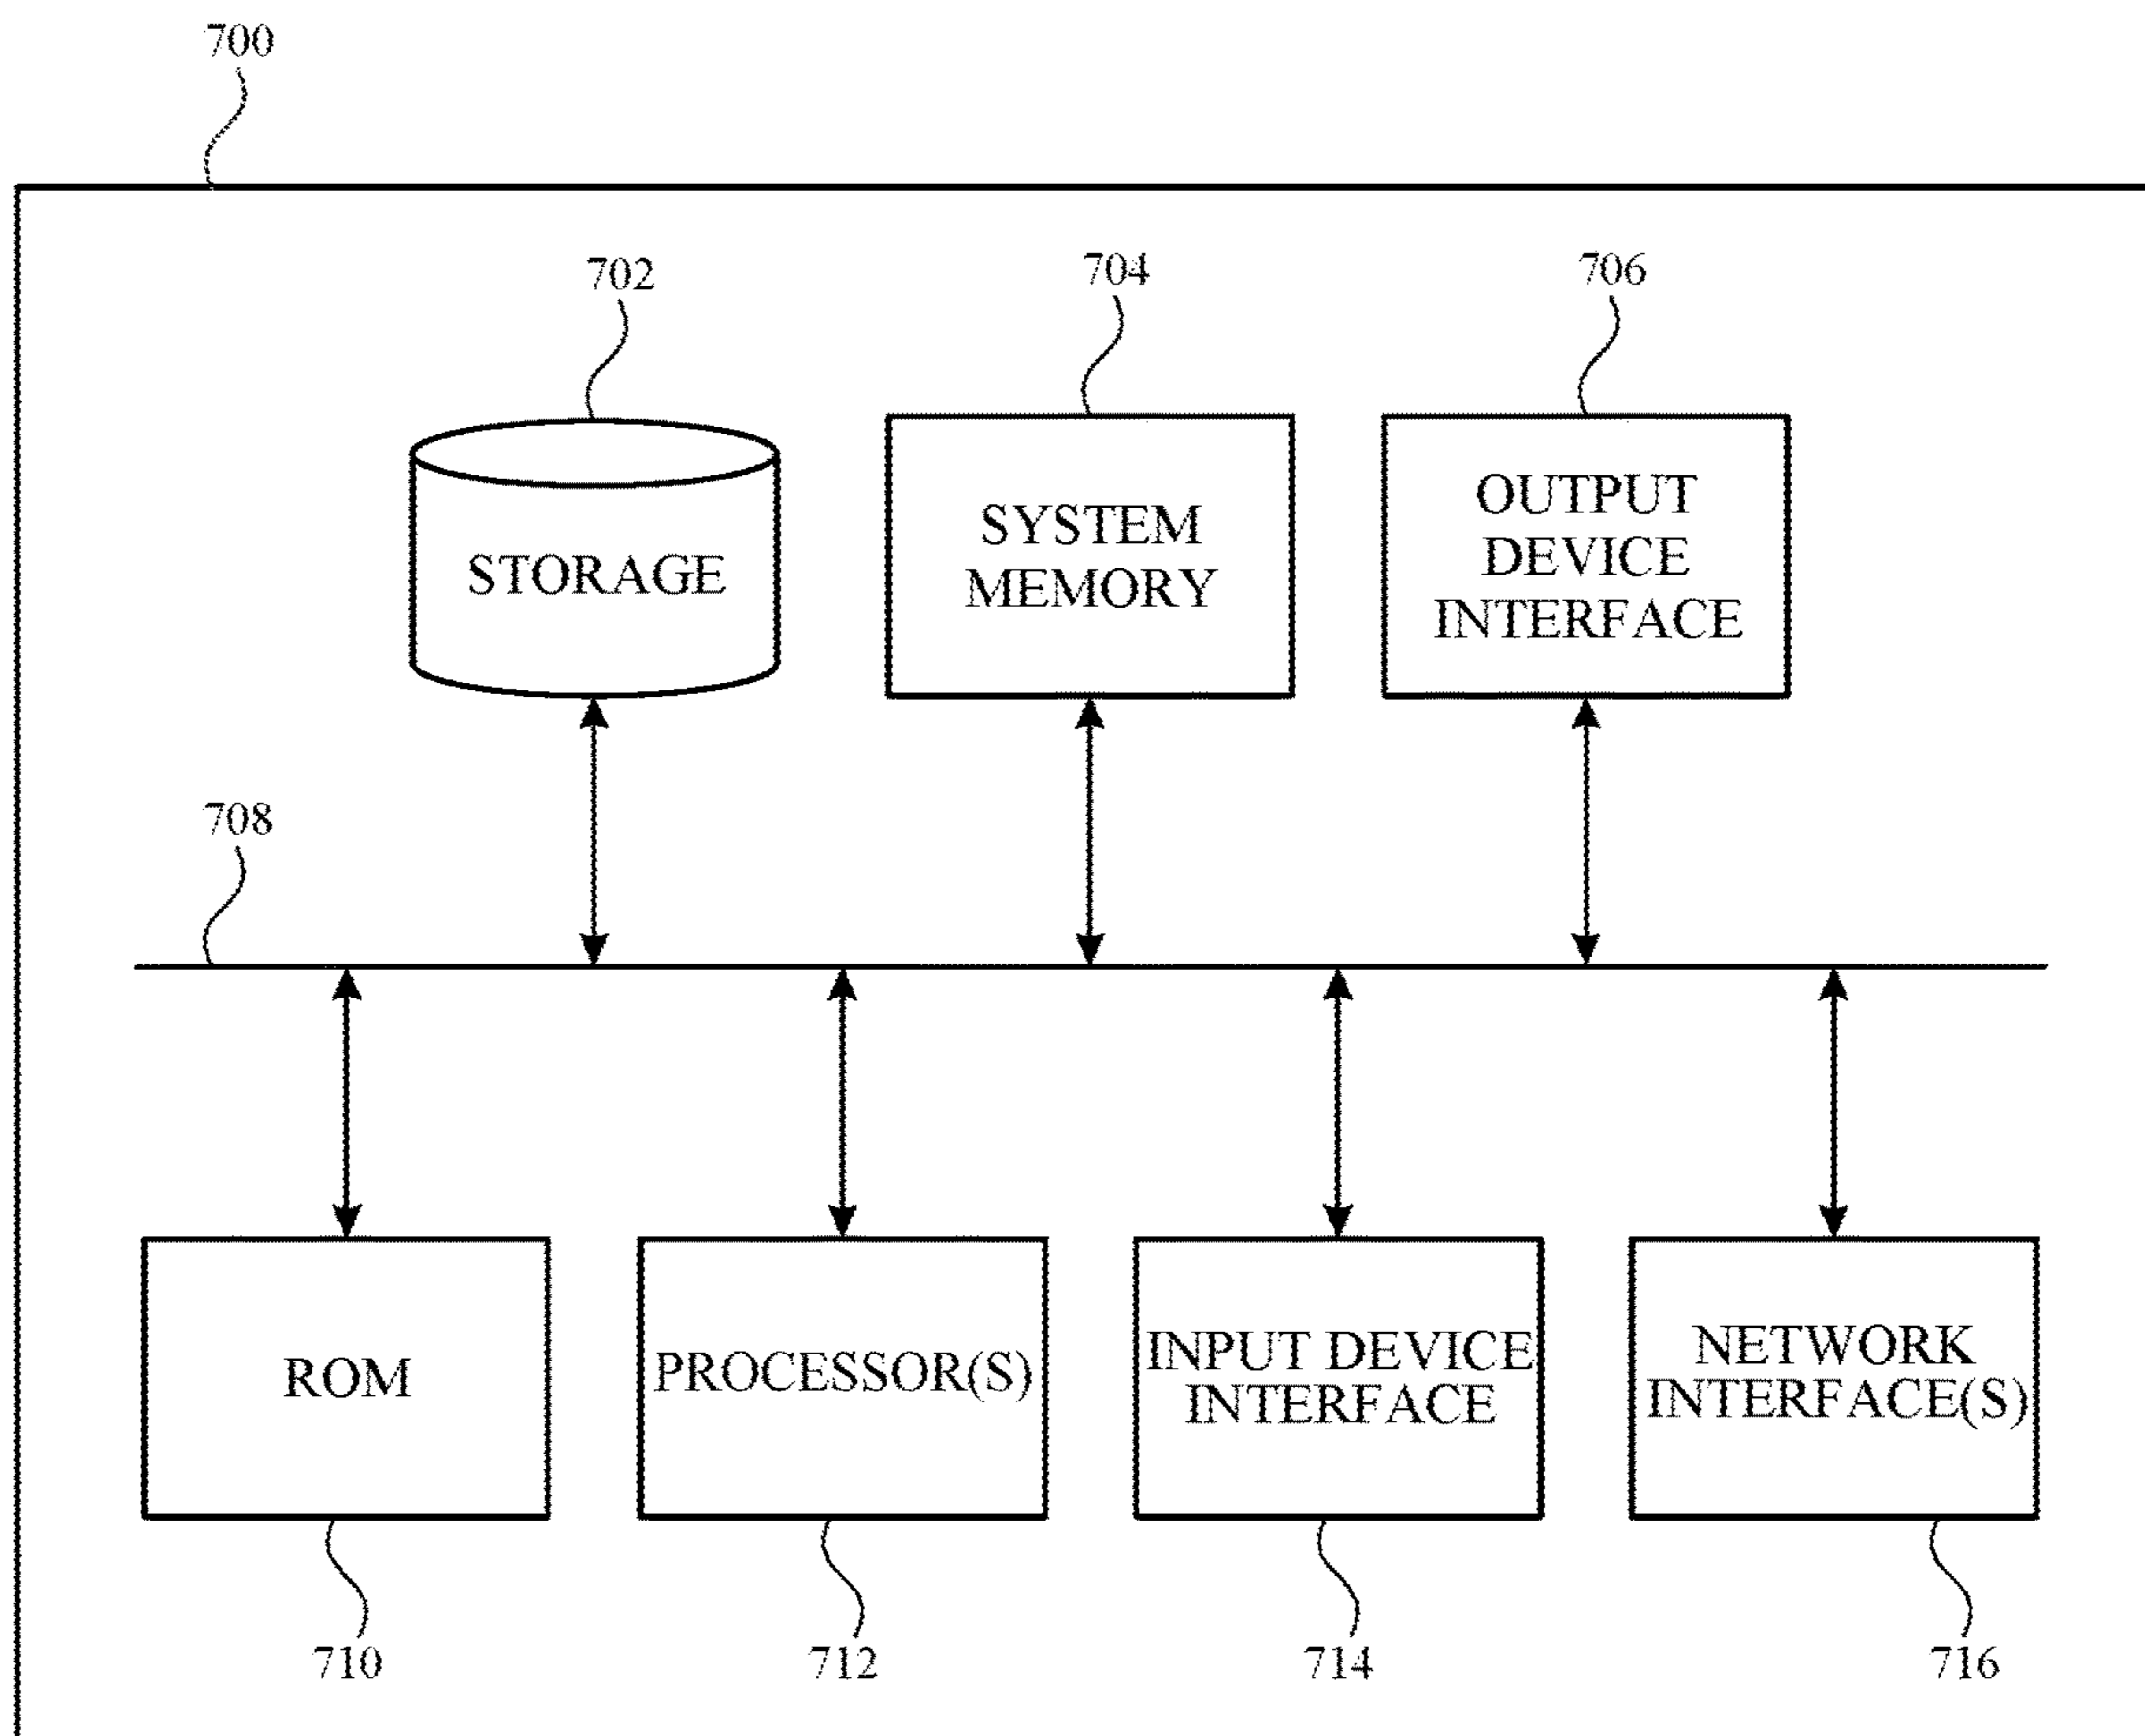 700
702
704
706
STORAGE
SYSTEM
MEMORY
OUTPUT
DEVICE
INTERFACE
708
ROM
PROCESSOR(S)
INPUT DEVICE
INTERFACE
NETWORK
INTERFACE(S)
710
712
714
716